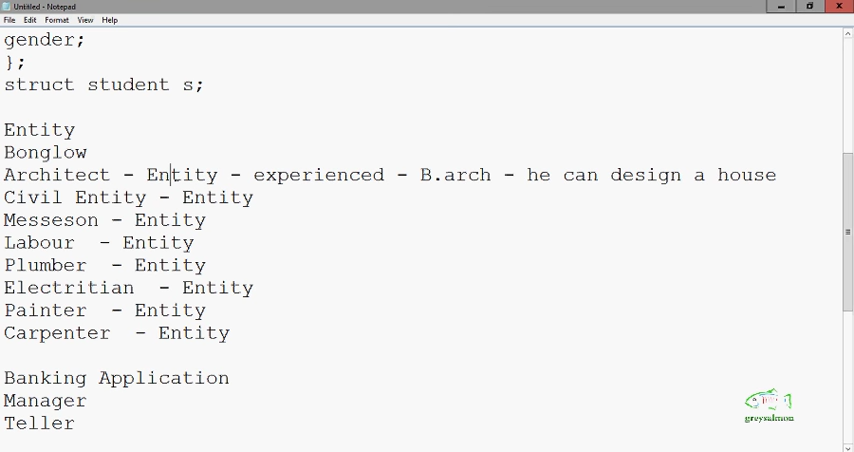 Untitled - Notepad
File Edit Format View Help
gender;
};
struct student s;
Entity
Bonglow
Architect - Entity - experienced - B.arch - he can design a house
Civil Entity - Entity
Messeson - Entity
Labour  - Entity
Plumber  - Entity
Electritian  - Entity
Painter  - Entity
Carpenter  - Entity
Banking Application
Manager
Teller
greysalmon